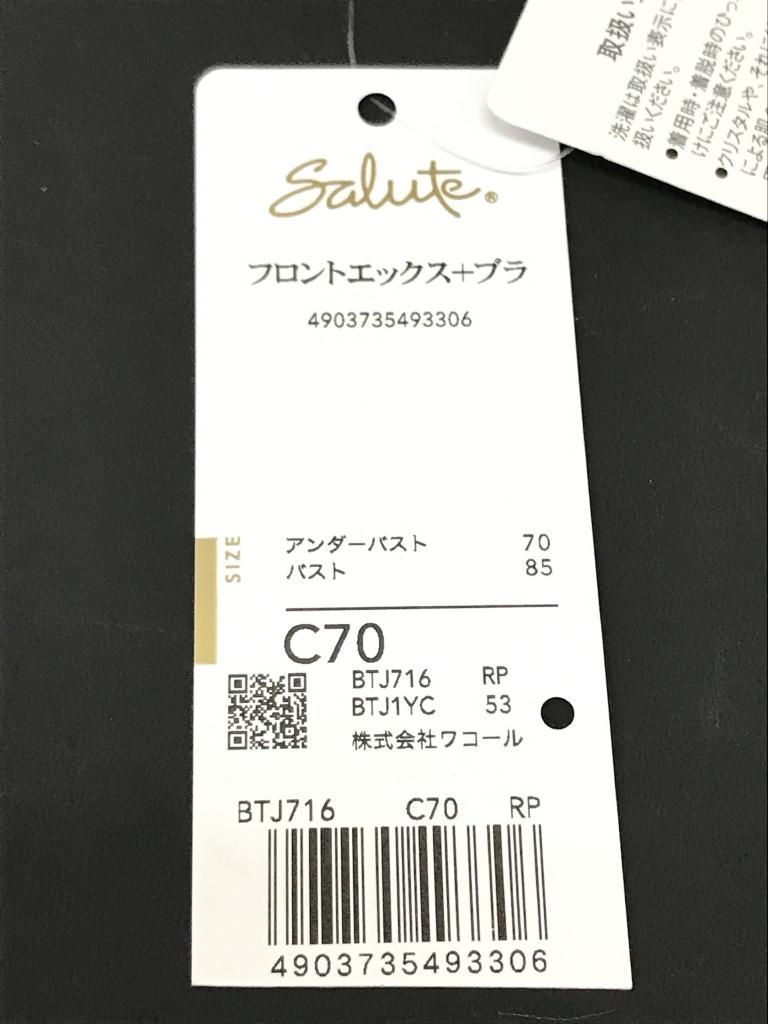 Salute®
フロントエックス+ブラ
4903735493306
SIZE
アンダーバスト 70
バスト 85
C70
BTJ716 RP
BTJ1YC 53
株式会社ワコール
BTJ716 C70 RP
4903735493306
取扱い
洗濯は取扱い表示に
扱いください。
●着用時・着脱時のひっ
けにご注意ください。
●クリスタルや、それに
による肌